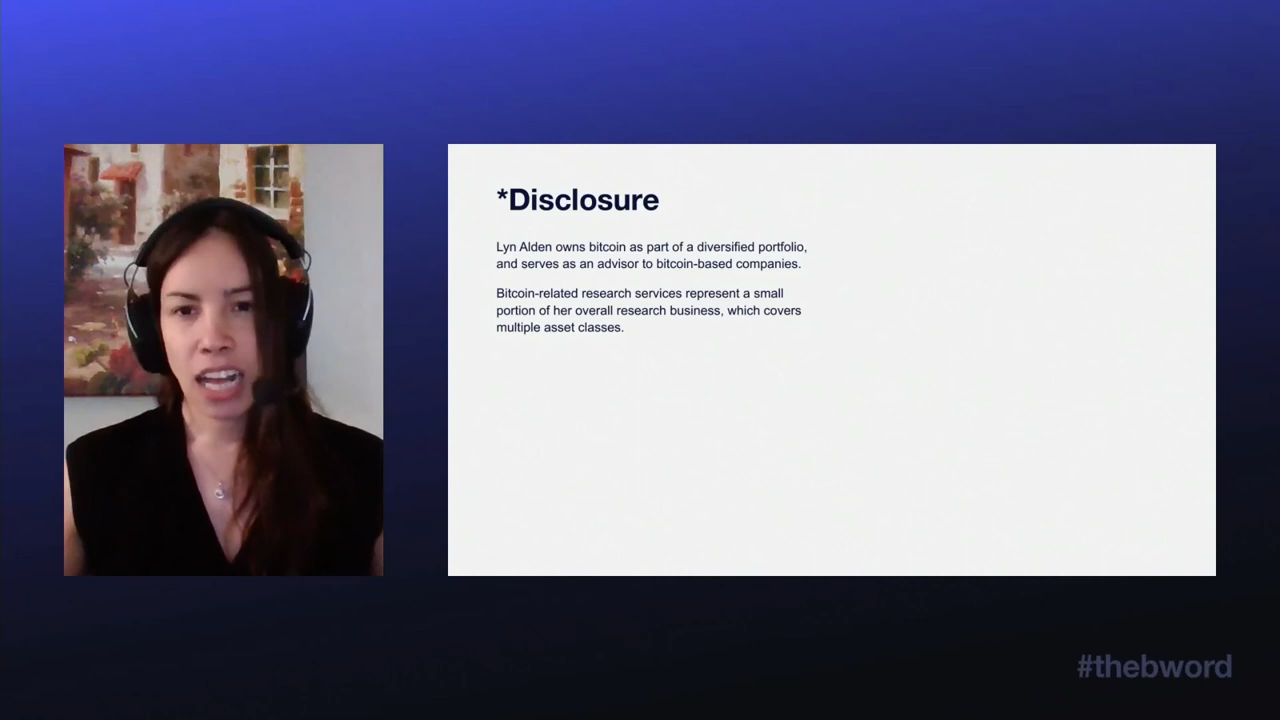 *Disclosure
Lyn Alden owns bitcoin as part of a diversified portfolio,
and serves as an advisor to bitcoin-based companies.
Bitcoin-related research services represent a small
portion of her overall research business, which covers
multiple asset classes.
#thebword